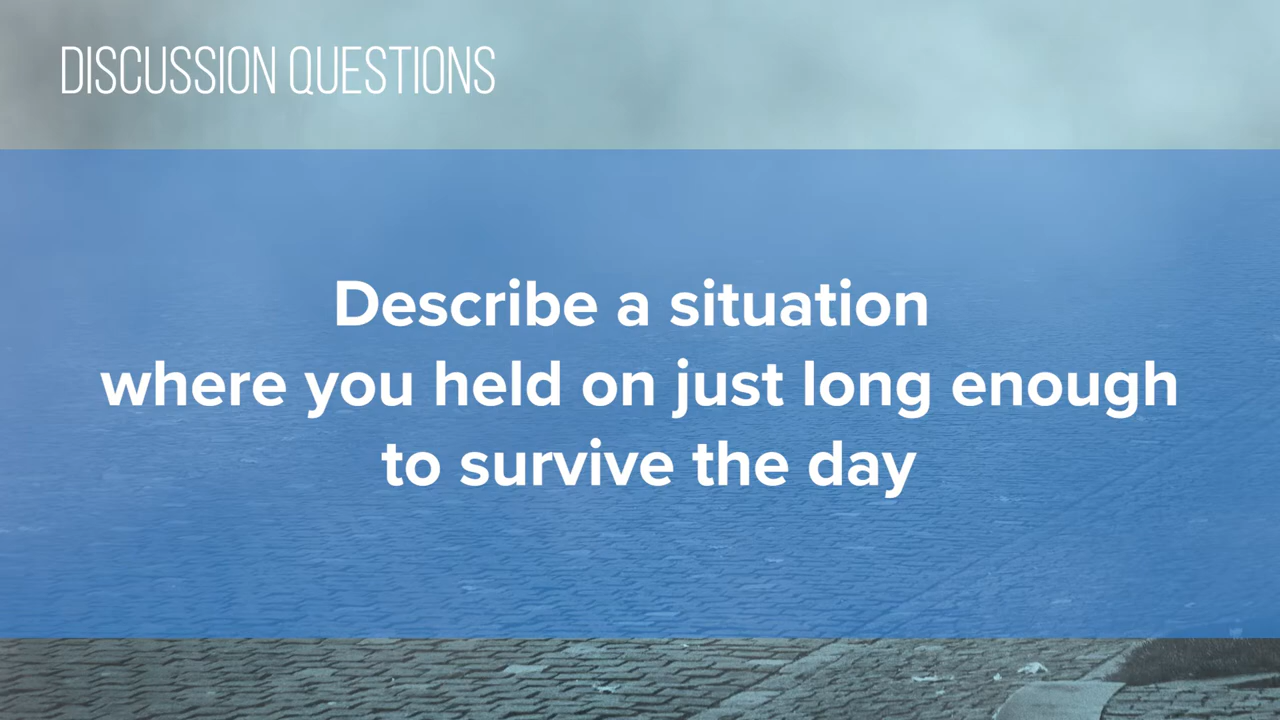 DISCUSSION QUESTIONS
Describe a situation
where you held on just long enough
to survive the day